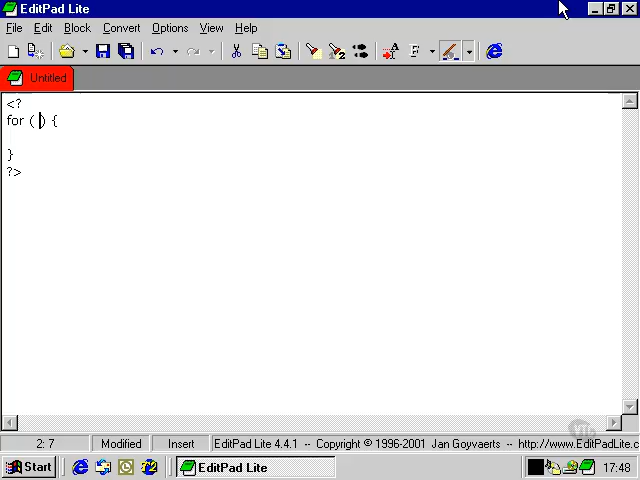 EditPad Lite
File Edit Block Convert Options View Help
Untitled
<?
for ( ) {
}
?>
2: 7 Modified Insert EditPad Lite 4.4.1 -- Copyright © 1996-2001 Jan Goyvaerts -- http://www.EditPadLite.c
Start EditPad Lite 17:48